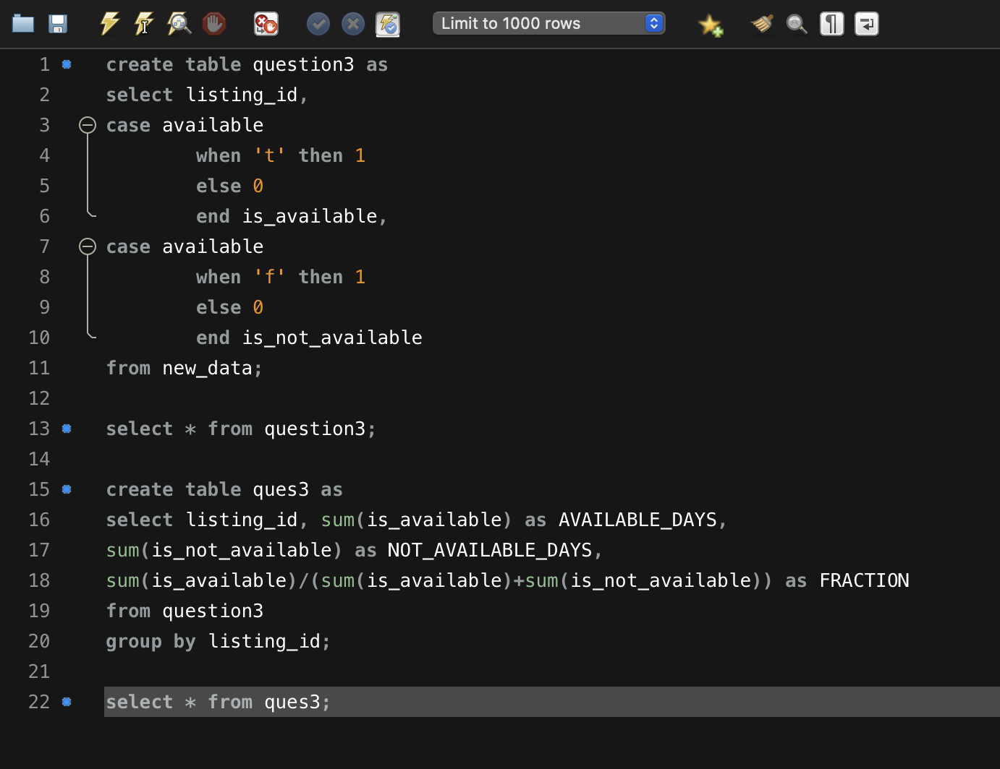 Limit to 1000 rows
1 create table question3 as
2 select listing_id,
3 case available
4 when 't' then 1
5 else 0
6 end is_available,
7 case available
8 when 'f' then 1
9 else 0
10 end is_not_available
11 from new_data;
12
13 select * from question3;
14
15 create table ques3 as
16 select listing_id, sum(is_available) as AVAILABLE_DAYS,
17 sum(is_not_available) as NOT_AVAILABLE_DAYS,
18 sum(is_available)/(sum(is_available)+sum(is_not_available)) as FRACTION
19 from question3
20 group by listing_id;
21
22 select * from ques3;